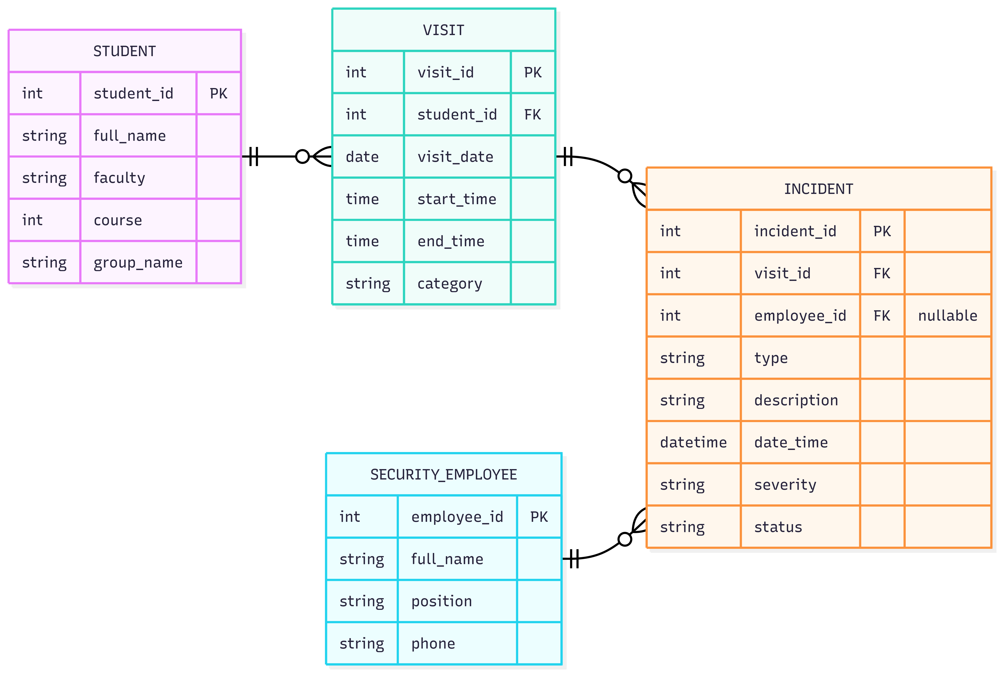 STUDENT
int student_id PK
string full_name
string faculty
int course
string group_name
VISIT
int visit_id PK
int student_id FK
date visit_date
time start_time
time end_time
string category
INCIDENT
int incident_id PK
int visit_id FK
int employee_id FK nullable
string type
string description
datetime date_time
string severity
string status
SECURITY_EMPLOYEE
int employee_id PK
string full_name
string position
string phone